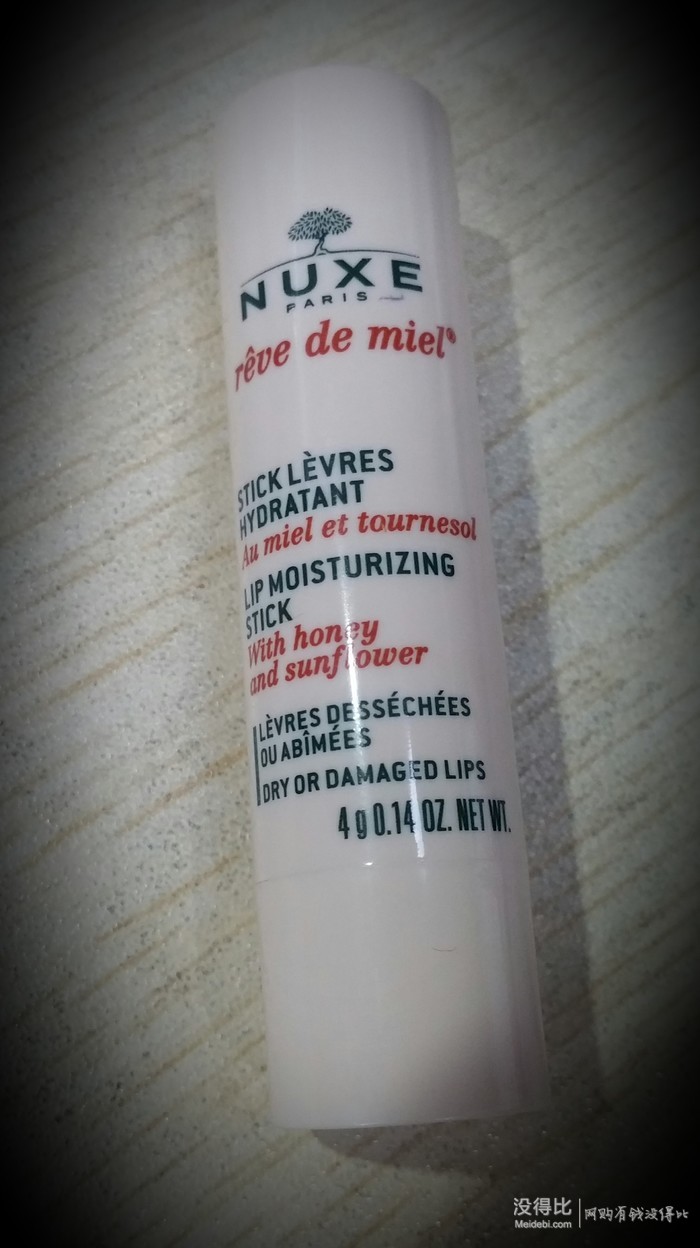 NUXE
PARIS
rêve de miel®
STICK LÈVRES
HYDRATANT
Au miel et tournesol
LIP MOISTURIZING
STICK
With honey
and sunflower
LÈVRES DESSÉCHÉES
OU ABÎMÉES
DRY OR DAMAGED LIPS
4 g 0.14 OZ. NET WT.
没得比
Meidebi.com
网购有钱没得比